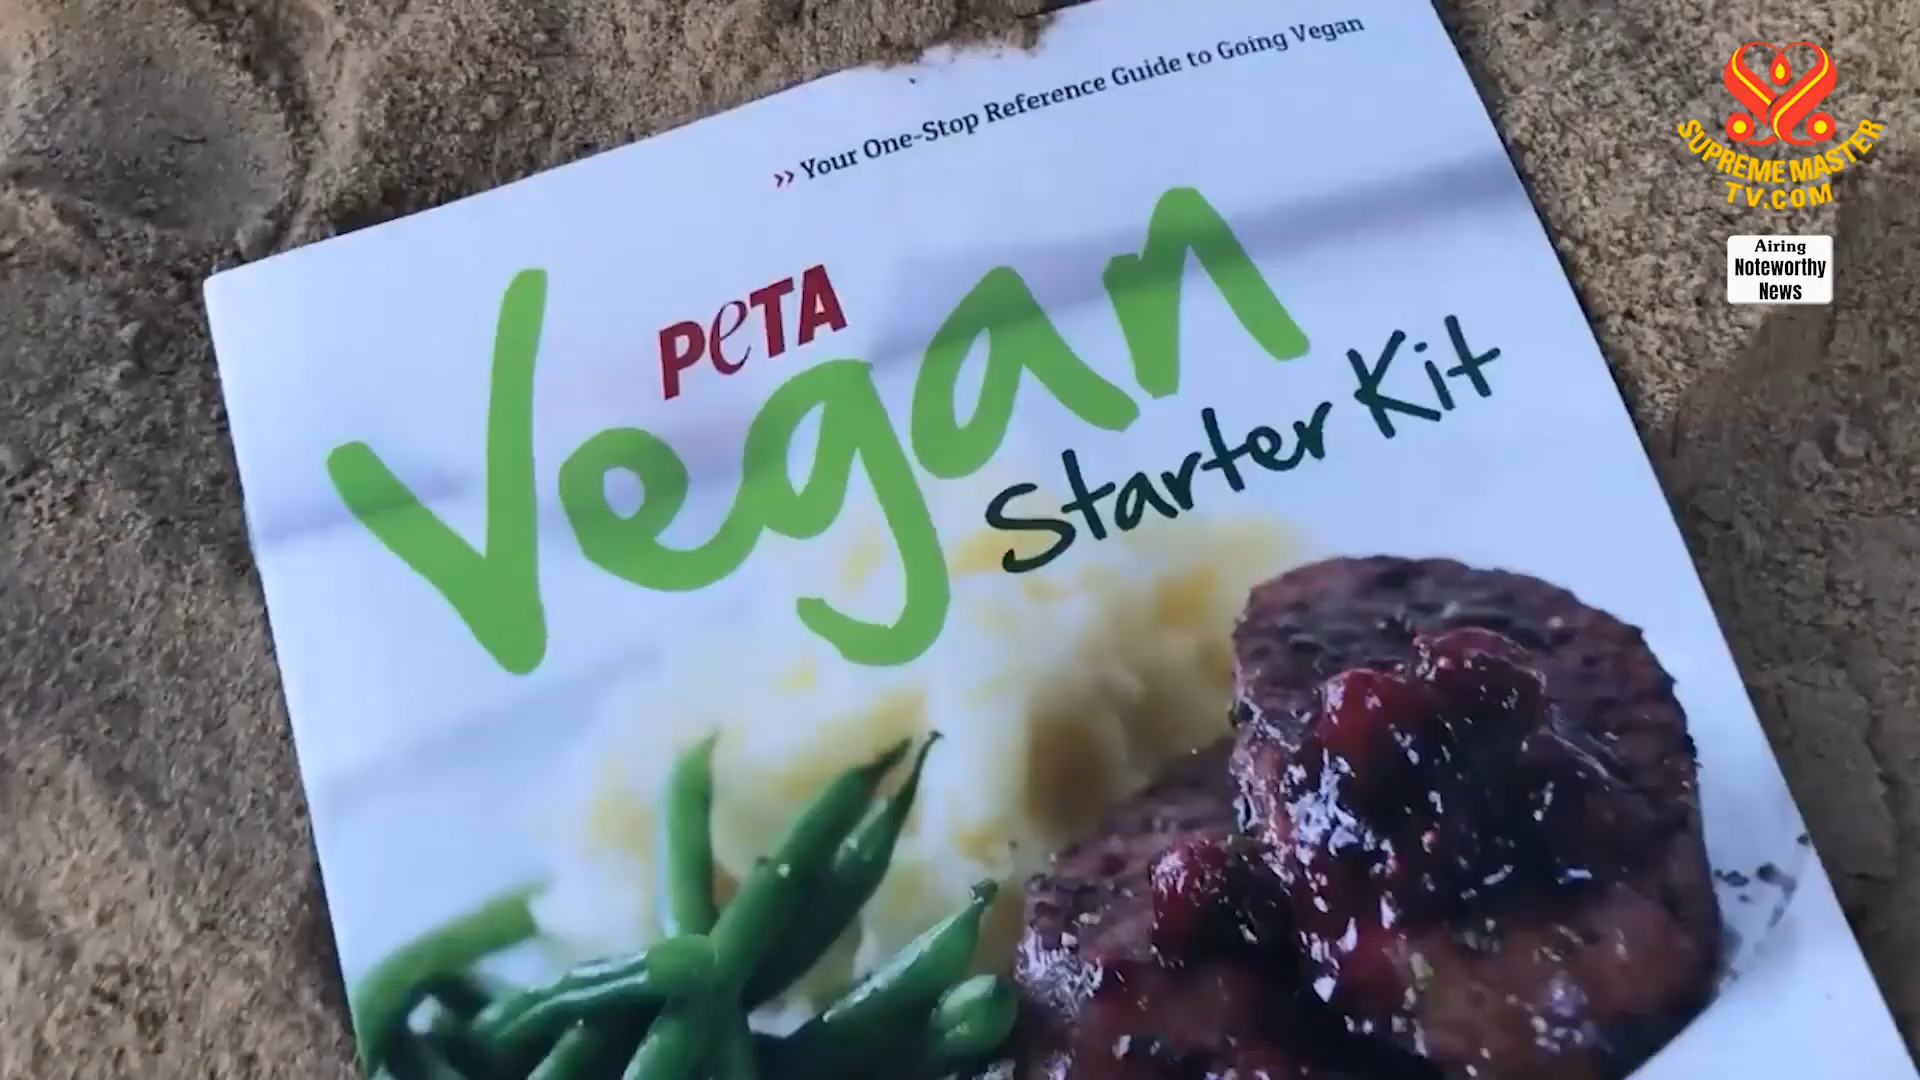 ›› Your One-Stop Reference Guide to Going Vegan
PeTA
Vegan
Starter Kit
SUPREME MASTER
TV.COM
Airing
Noteworthy
News